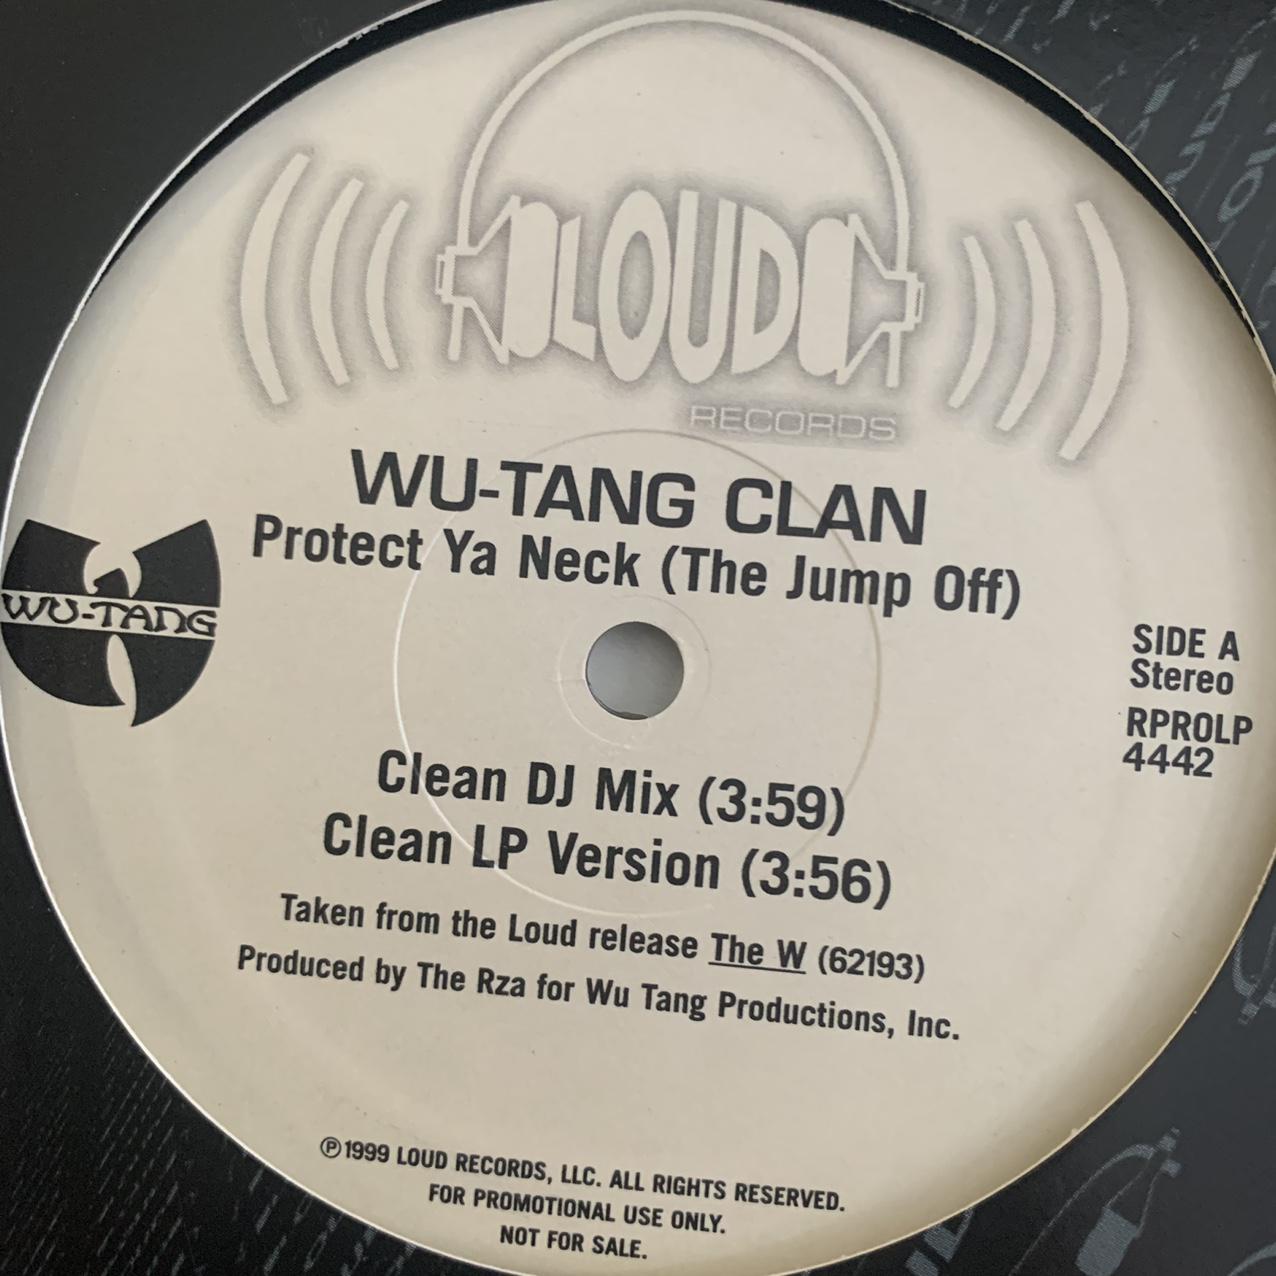 LOUD
RECORDS
WU-TANG CLAN
Protect Ya Neck (The Jump Off)
WU-TANG
SIDE A
Stereo
RPROLP
4442
Clean DJ Mix (3:59)
Clean LP Version (3:56)
Taken from the Loud release The W (62193)
Produced by The Rza for Wu Tang Productions, Inc.
℗1999 LOUD RECORDS, LLC. ALL RIGHTS RESERVED.
FOR PROMOTIONAL USE ONLY.
NOT FOR SALE.